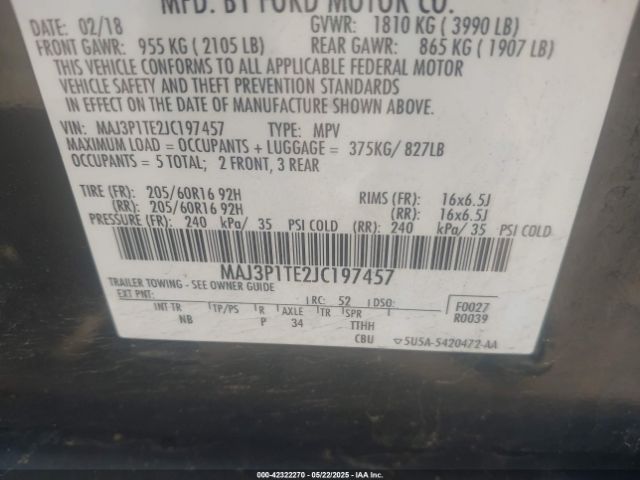 MFD. BY FORD MOTOR CO.
DATE: 02/18 GVWR: 1810 KG ( 3990 LB)
FRONT GAWR: 955 KG ( 2105 LB) REAR GAWR: 865 KG ( 1907 LB)
THIS VEHICLE CONFORMS TO ALL APPLICABLE FEDERAL MOTOR
VEHICLE SAFETY AND THEFT PREVENTION STANDARDS
IN EFFECT ON THE DATE OF MANUFACTURE SHOWN ABOVE.
VIN: MAJ3P1TE2JC197457 TYPE: MPV
MAXIMUM LOAD = OCCUPANTS + LUGGAGE = 375KG/ 827LB
OCCUPANTS = 5 TOTAL; 2 FRONT, 3 REAR
TIRE (FR): 205/60R16 92H RIMS (FR): 16x6.5J
(RR): 205/60R16 92H (RR): 16x6.5J
PRESSURE (FR): 240 kPa/ 35 PSI COLD (RR): 240 kPa/ 35 PSI COLD
MAJ3P1TE2JC197457
TRAILER TOWING - SEE OWNER GUIDE
EXT PNT: RC: 52 DSO:
INT TR TP/PS R AXLE TR SPR
NB P 34 TTHH
CBU
F0027
R0039
5U5A-5420472-AA
000-42322270 - 05/22/2025 - IAA, Inc.